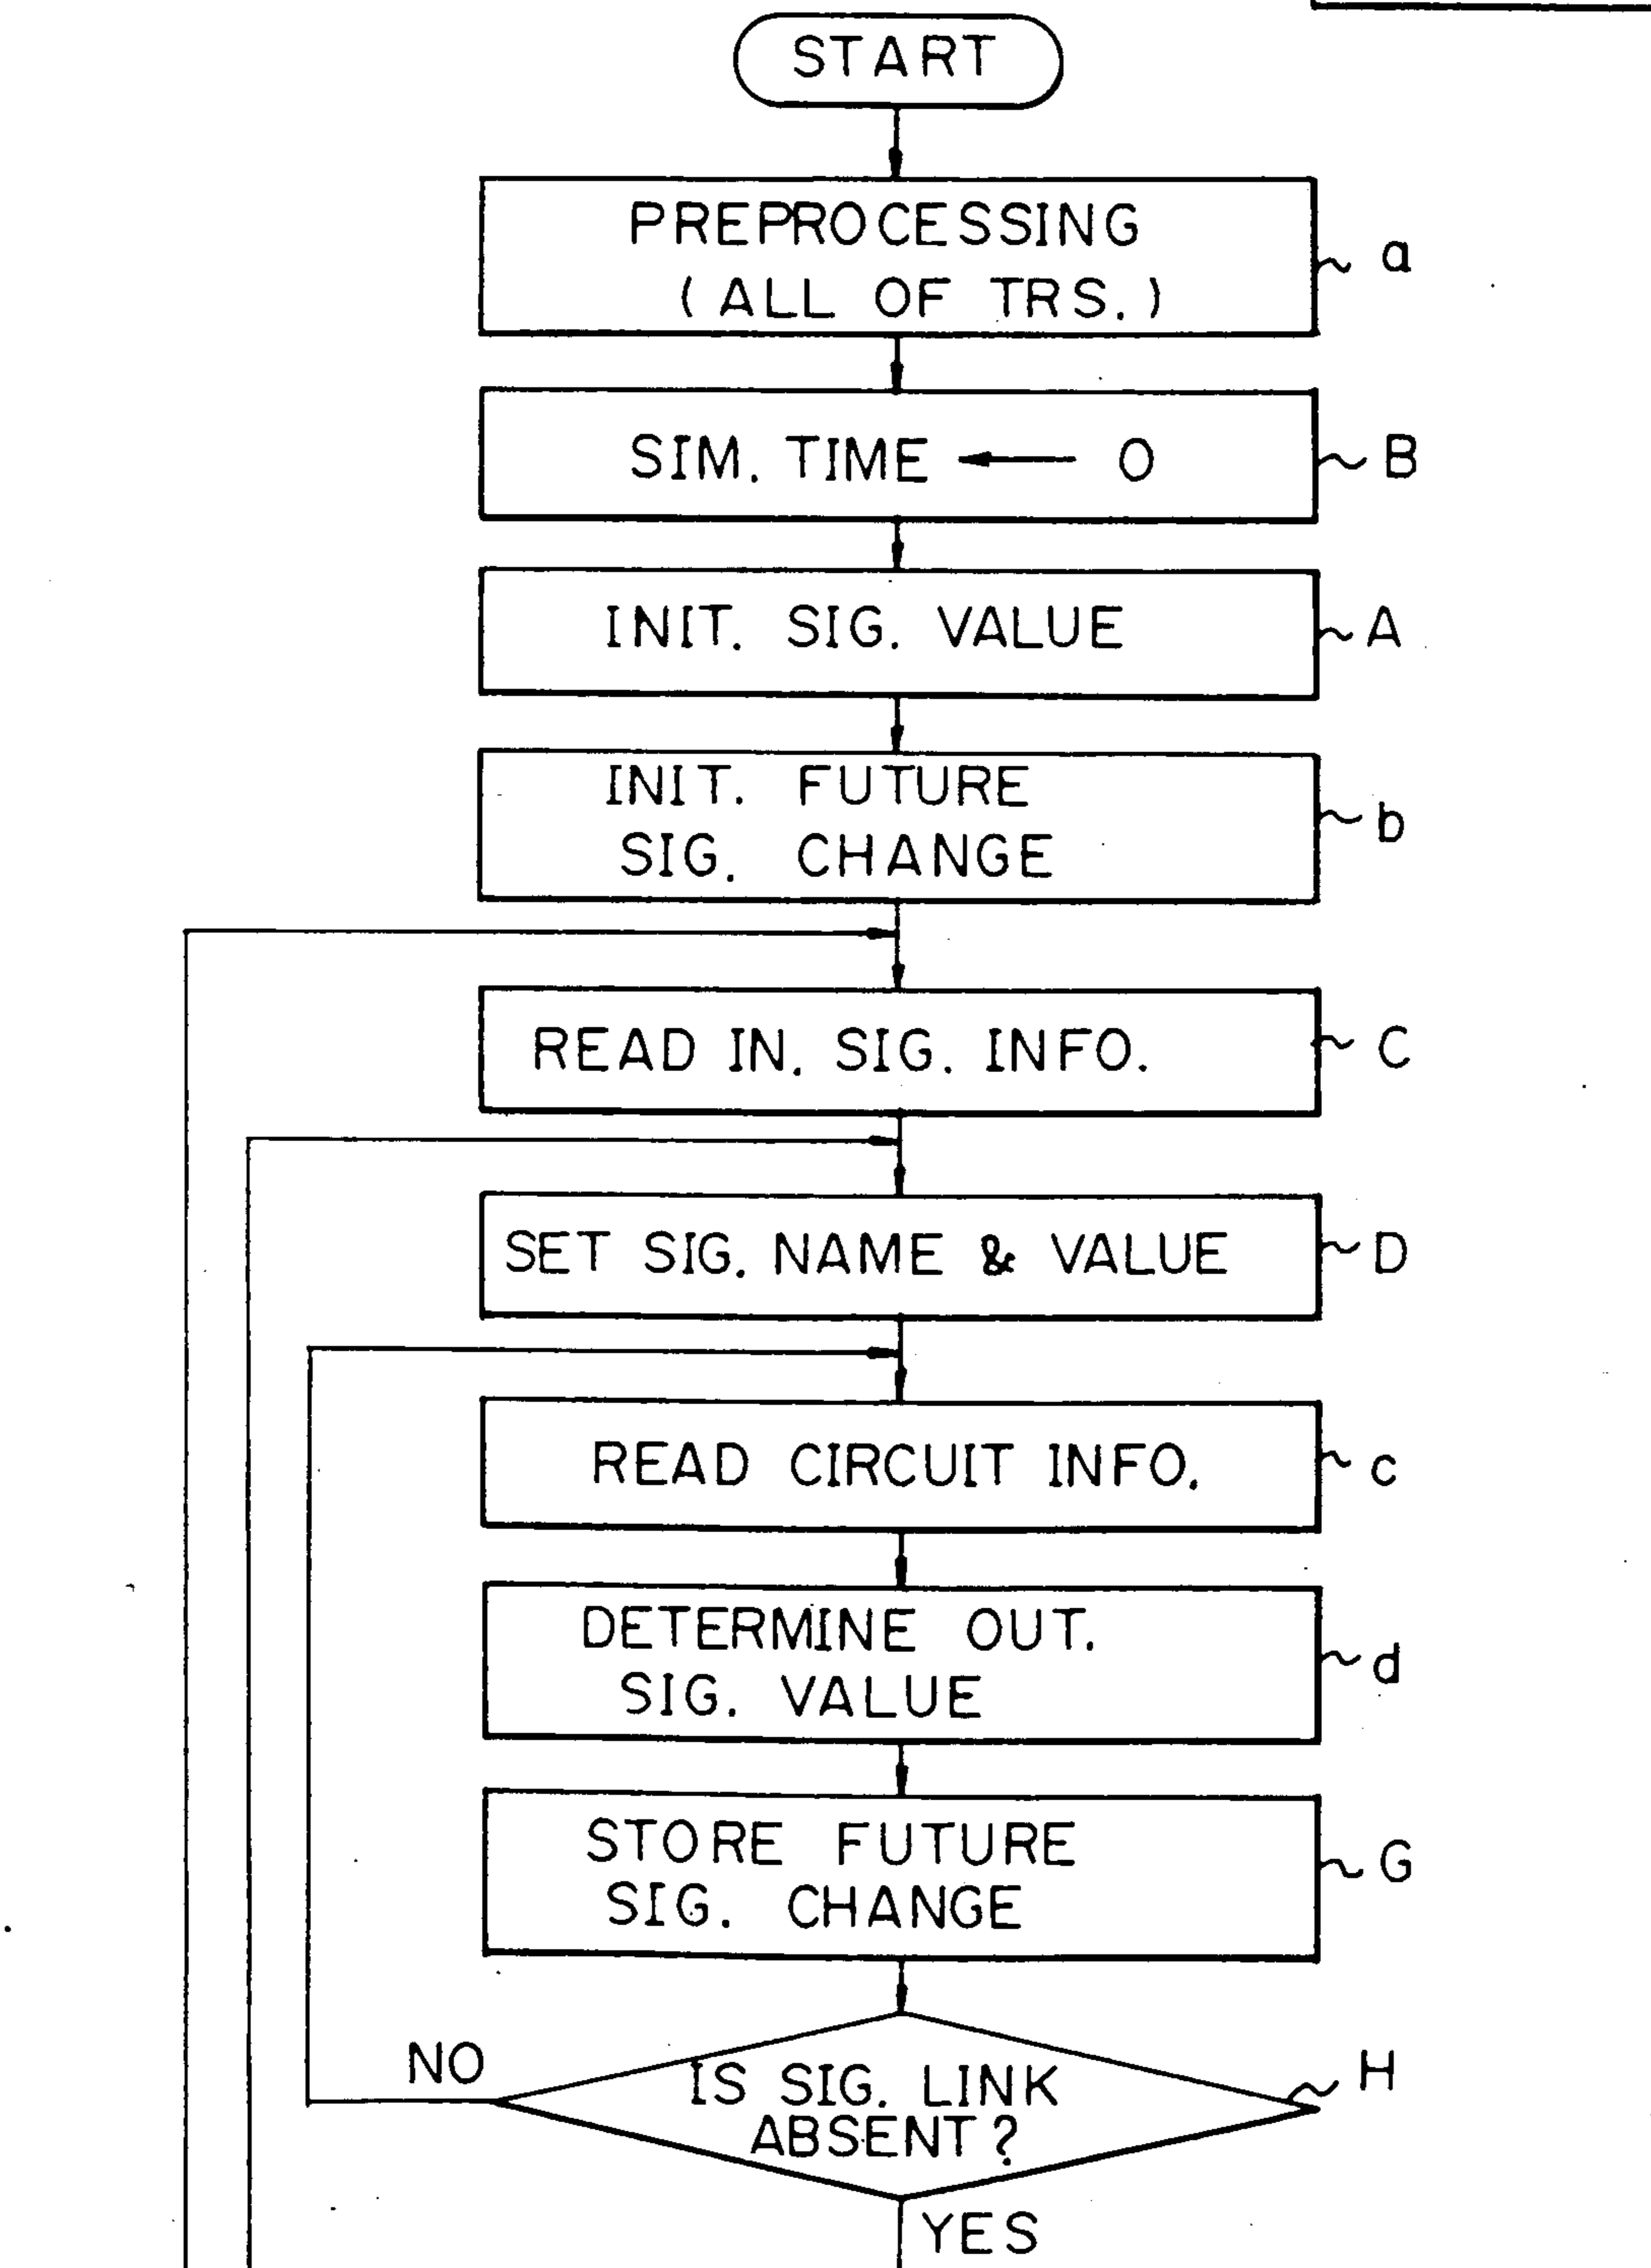 START
PREPROCESSING
(ALL OF TRS.)
a
SIM. TIME ← 0
B
INIT. SIG. VALUE
A
INIT. FUTURE
SIG. CHANGE
b
READ IN. SIG. INFO.
C
SET SIG. NAME & VALUE
D
READ CIRCUIT INFO.
c
DETERMINE OUT.
SIG. VALUE
d
STORE FUTURE
SIG. CHANGE
G
NO
IS SIG. LINK
ABSENT?
H
YES